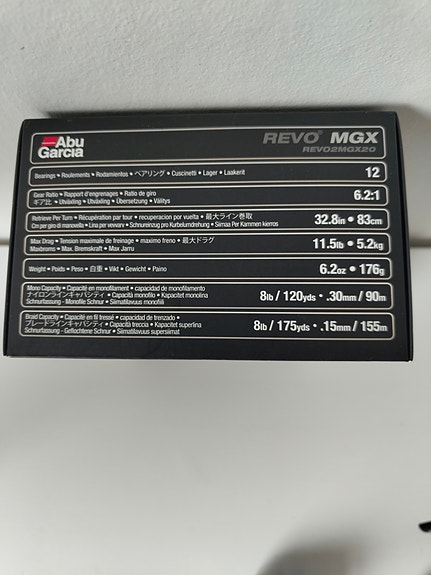 Abu
Garcia
REVO® MGX
REVO2MGX20
Bearings • Roulements • Rodamientos • ベアリング • Cuscinetti • Lager • Laakerit
12
Gear Ratio • Rapport d'engrenages • Ratio de giro
ギア比 • Utväxling • Utväxling • Übersetzung • Välitys
6.2:1
Retrieve Per Turn • Récupération par tour • recuperacion por vuelta • 最大ライン巻取
Cm per giro di manovella • Lina per vevvarv • Schnureinzug pro Kurbelumdrehung • Siimaa Per Kammen kierros
32.8in • 83cm
Max Drag • Tension maximale de freinage • maximo freno • 最大ドラグ
Maxbroms • Max. Bremskraft • Max Jarru
11.5lb • 5.2kg
Weight • Poids • Peso • 自重 • Vikt • Gewicht • Paino
6.2oz • 176g
Mono Capacity • Capacité en monofilament • capacidad de monofilamento
ナイロンラインキャパシティ • Capacità monofilo • Kapacitet monolina
Schnurfassung - Monofile Schnur • Siimatilavuus monofiili
8lb / 120yds • .30mm / 90m
Braid Capacity • Capacité en fil tressé • capacidad de trenzado •
ブレードラインキャパシティ • Capacità treccia • Kapacitet superlina
Schnurfassung - Geflochtene Schnur • Siimatilavuus supersiimat
8lb / 175yds • .15mm / 155m